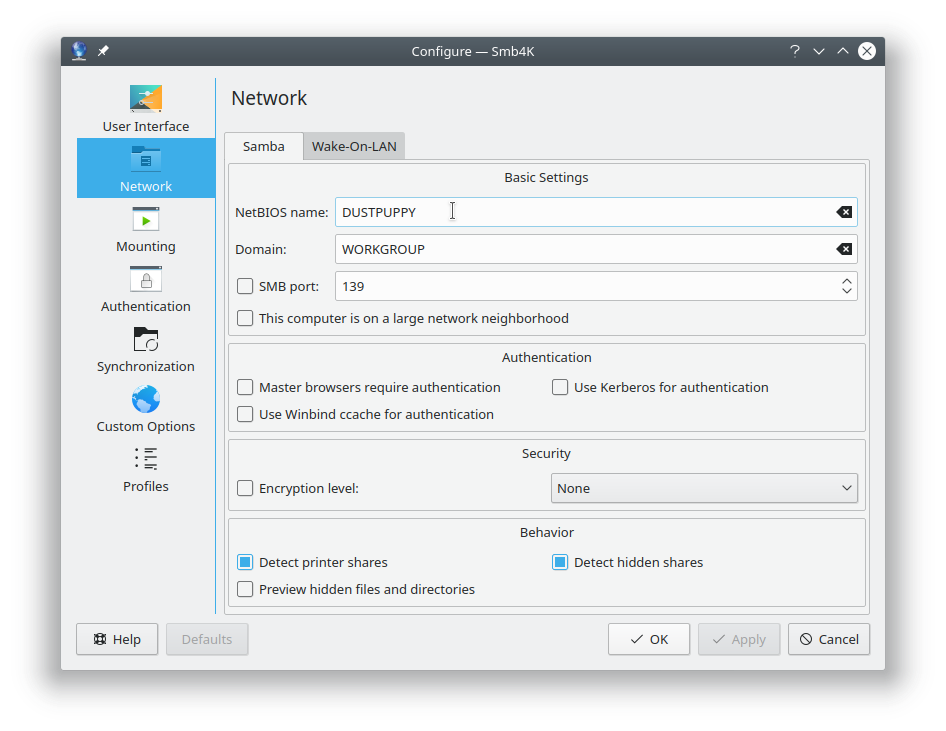 Configure — Smb4K
User Interface
Network
Mounting
Authentication
Synchronization
Custom Options
Profiles
Network
Samba
Wake-On-LAN
Basic Settings
NetBIOS name: DUSTPUPPY
Domain: WORKGROUP
SMB port: 139
This computer is on a large network neighborhood
Authentication
Master browsers require authentication Use Kerberos for authentication
Use Winbind ccache for authentication
Security
Encryption level: None
Behavior
Detect printer shares Detect hidden shares
Preview hidden files and directories
Help Defaults OK Apply Cancel